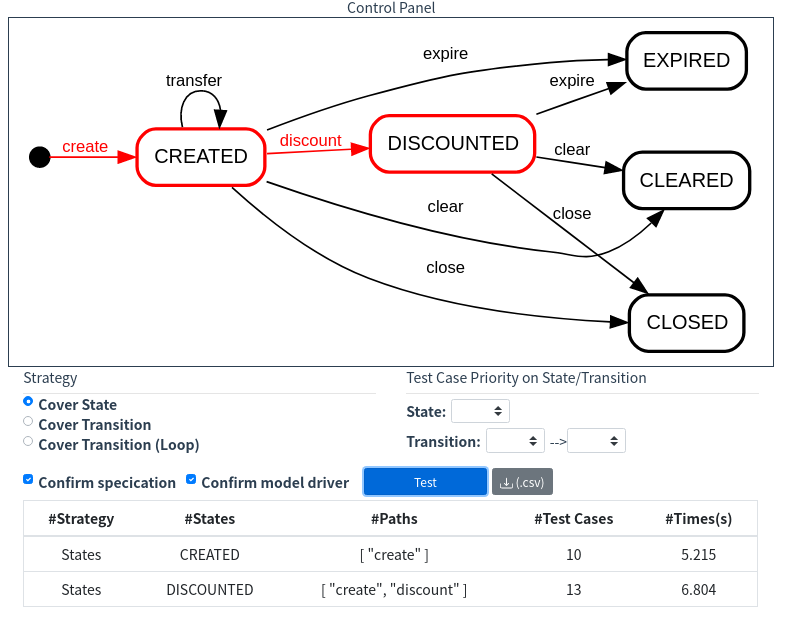 Control Panel
expire
EXPIRED
transfer
expire
create
CREATED
discount
DISCOUNTED
clear
CLEARED
clear
close
close
CLOSED
Strategy
Test Case Priority on State/Transition
Cover State
Cover Transition
Cover Transition (Loop)
State:
Transition:
-->
Confirm specication
Confirm model driver
Test
(.csv)
#Strategy #States #Paths #Test Cases #Times(s)
States CREATED [ "create" ] 10 5.215
States DISCOUNTED [ "create", "discount" ] 13 6.804